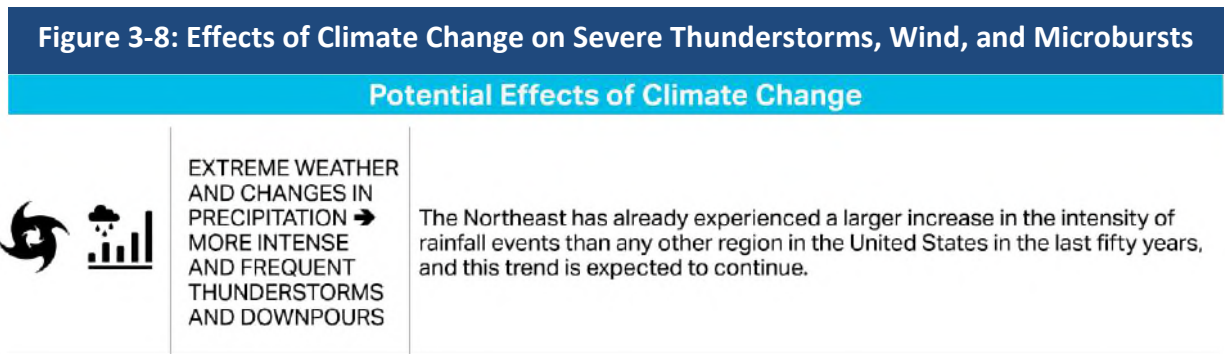 Figure 3-8: Effects of Climate Change on Severe Thunderstorms, Wind, and Microbursts
Potential Effects of Climate Change
EXTREME WEATHER
AND CHANGES IN
PRECIPITATION ➔
MORE INTENSE
AND FREQUENT
THUNDERSTORMS
AND DOWNPOURS
The Northeast has already experienced a larger increase in the intensity of
rainfall events than any other region in the United States in the last fifty years,
and this trend is expected to continue.